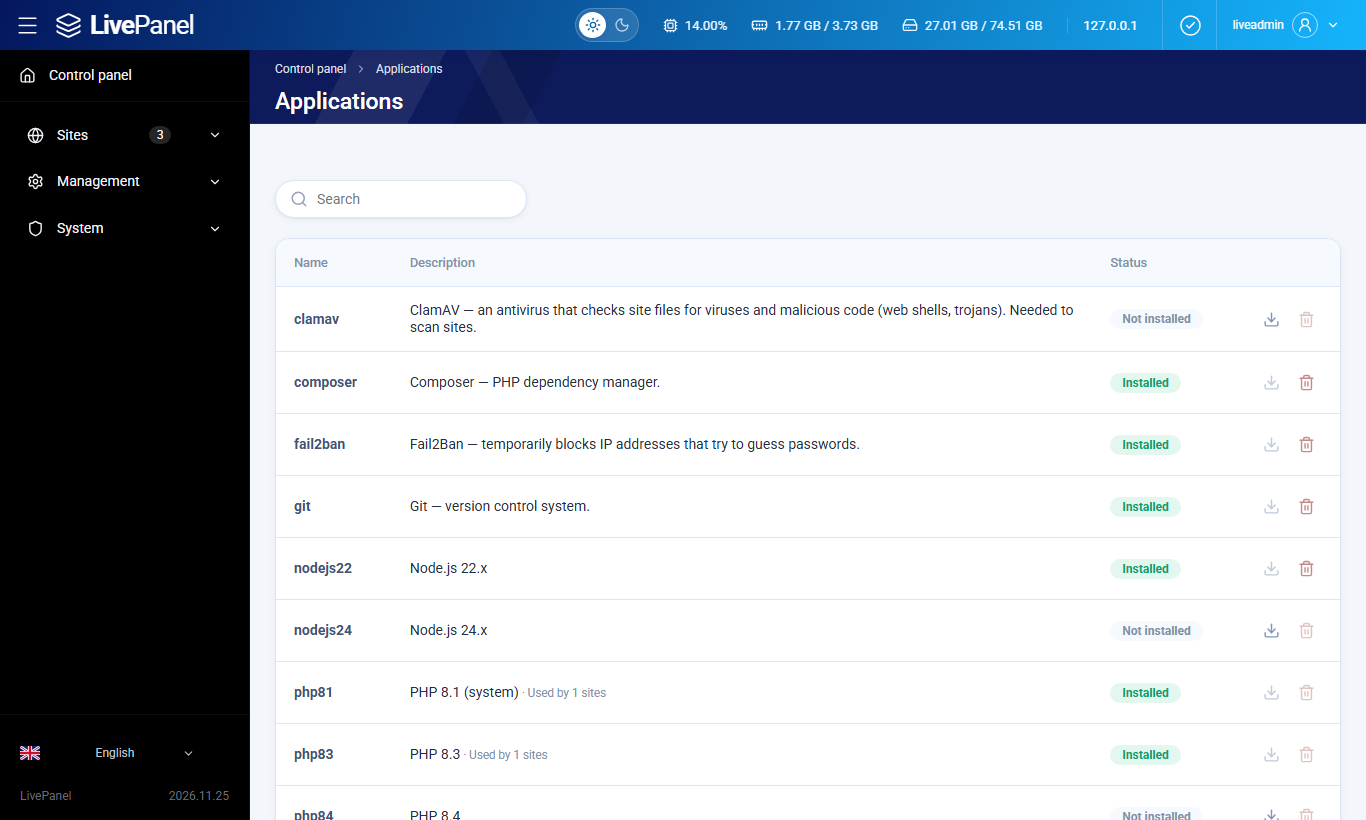 LivePanel
14.00%
1.77 GB / 3.73 GB
27.01 GB / 74.51 GB
127.0.0.1
liveadmin
Control panel
Sites 3
Management
System
English
LivePanel 2026.11.25
Control panel > Applications
Applications
Search
Name Description Status
clamav ClamAV — an antivirus that checks site files for viruses and malicious code (web shells, trojans). Needed to
scan sites. Not installed
composer Composer — PHP dependency manager. Installed
fail2ban Fail2Ban — temporarily blocks IP addresses that try to guess passwords. Installed
git Git — version control system. Installed
nodejs22 Node.js 22.x Installed
nodejs24 Node.js 24.x Not installed
php81 PHP 8.1 (system) · Used by 1 sites Installed
php83 PHP 8.3 · Used by 1 sites Installed
php84 PHP 8.4 Not installed